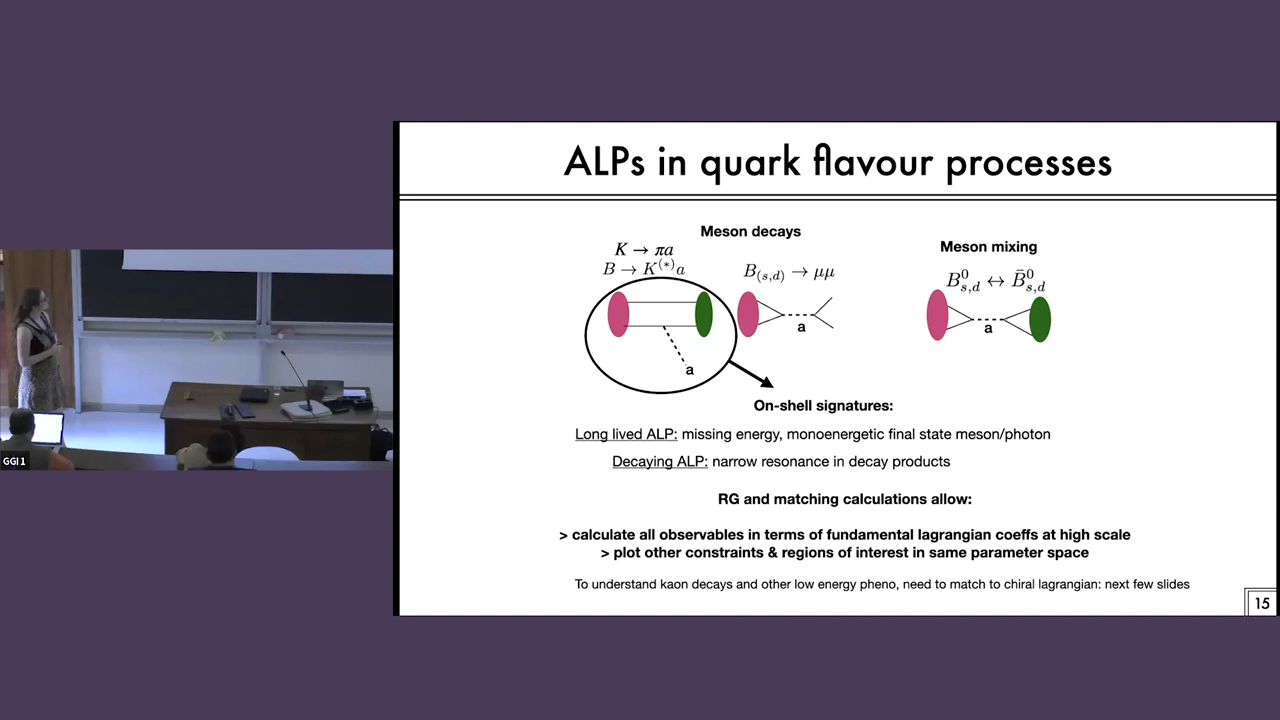 ALPs in quark flavour processes
Meson decays
K → πa
B → K^(*)a
B_(s,d) → μμ
a
a
Meson mixing
B^0_s,d ↔ B̄^0_s,d
a
On-shell signatures:
Long lived ALP: missing energy, monoenergetic final state meson/photon
Decaying ALP: narrow resonance in decay products
RG and matching calculations allow:
> calculate all observables in terms of fundamental lagrangian coeffs at high scale
> plot other constraints & regions of interest in same parameter space
To understand kaon decays and other low energy pheno, need to match to chiral lagrangian: next few slides
15
GGI 1